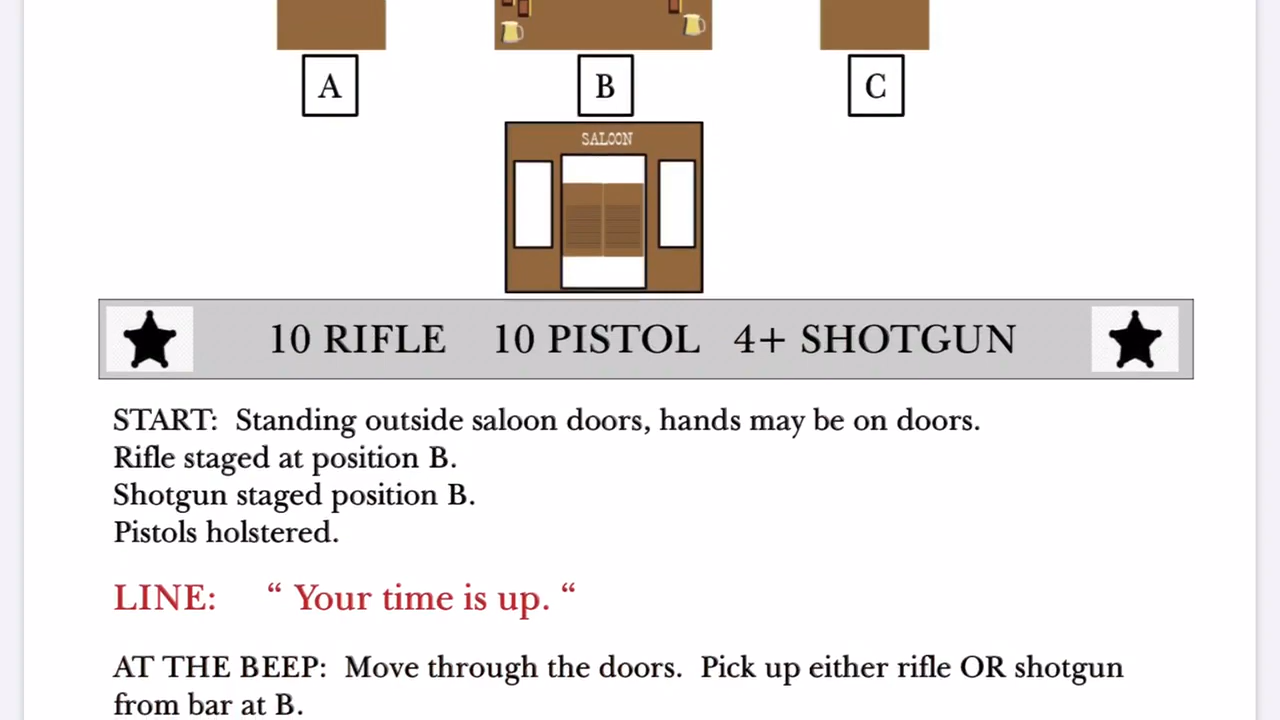 A B C
SALOON
10 RIFLE 10 PISTOL 4+ SHOTGUN
START: Standing outside saloon doors, hands may be on doors.
Rifle staged at position B.
Shotgun staged position B.
Pistols holstered.
LINE: “ Your time is up. “
AT THE BEEP: Move through the doors. Pick up either rifle OR shotgun
from bar at B.